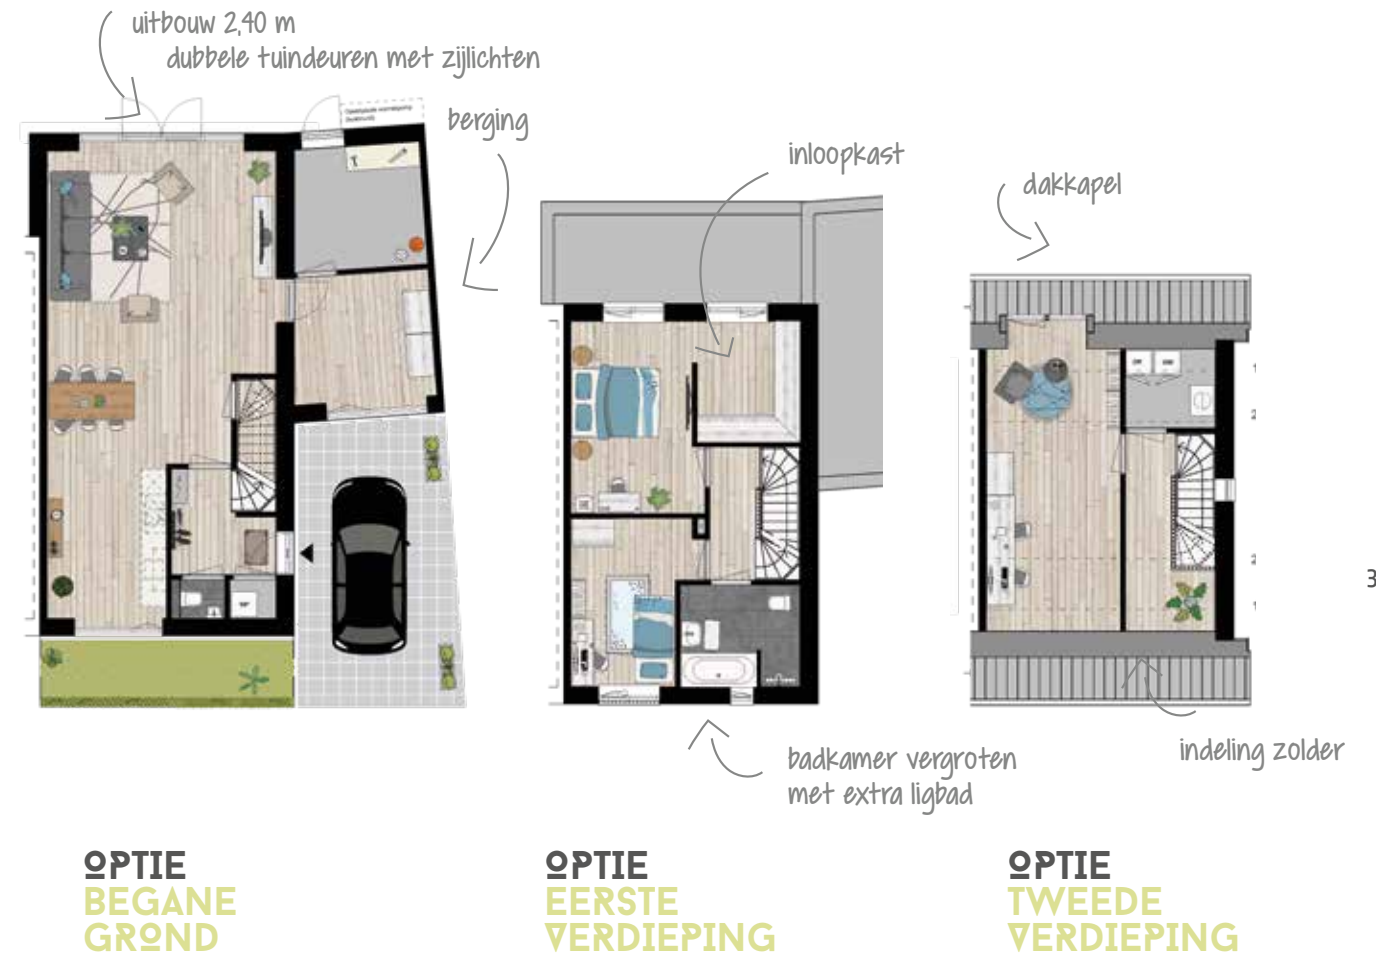 uitbouw 2,40 m
dubbele tuindeuren met zijlichten
berging
inloopkast
dakkapel
badkamer vergroten
met extra ligbad
indeling zolder
3
OPTIE
BEGANE
GROND
OPTIE
EERSTE
VERDIEPING
OPTIE
TWEEDE
VERDIEPING